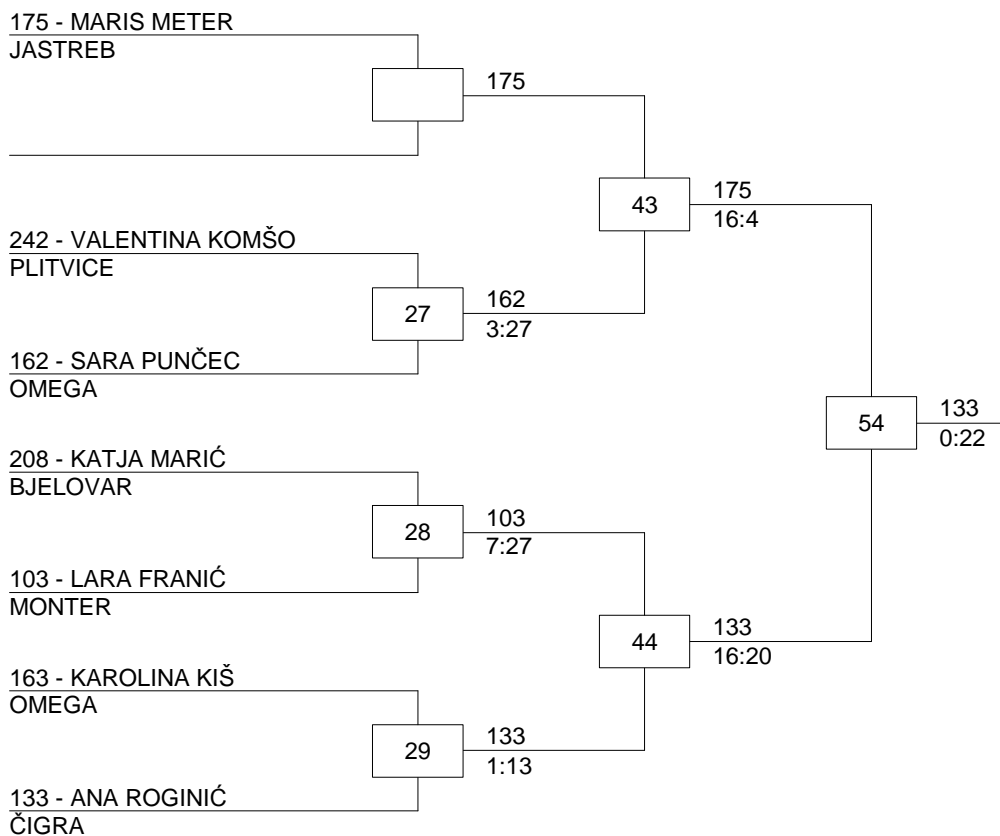 175 - MARIS METER
JASTREB
175
43
175
16:4
242 - VALENTINA KOMŠO
PLITVICE
27
162
3:27
162 - SARA PUNČEC
OMEGA
54
133
0:22
208 - KATJA MARIĆ
BJELOVAR
28
103
7:27
103 - LARA FRANIĆ
MONTER
44
133
16:20
163 - KAROLINA KIŠ
OMEGA
29
133
1:13
133 - ANA ROGINIĆ
ČIGRA